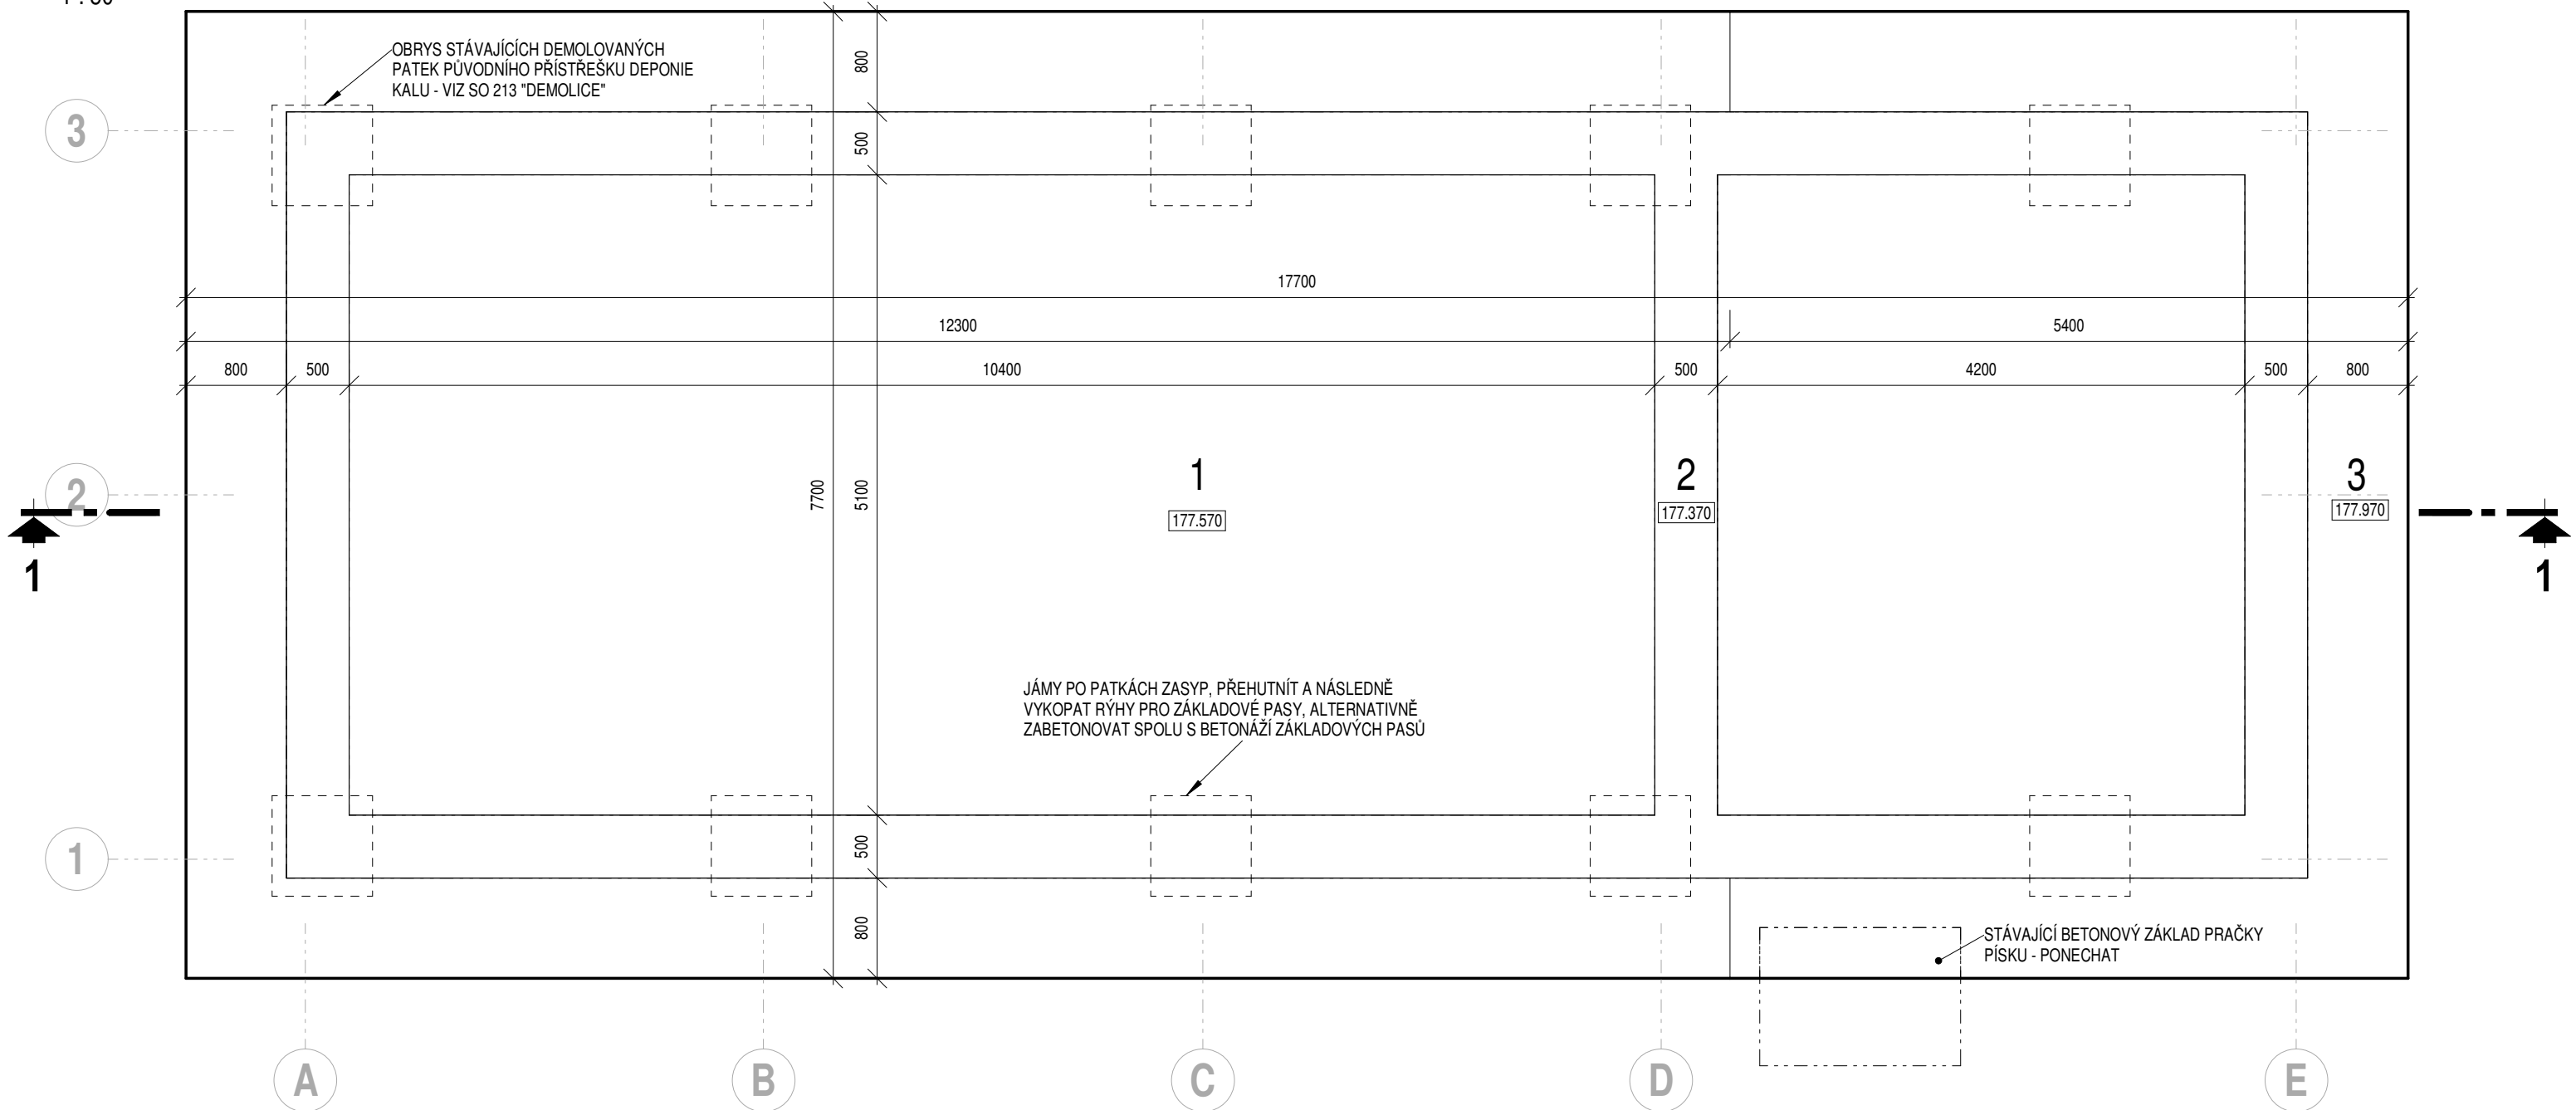 OBRYS STÁVAJÍCÍCH DEMOLOVANÝCH
PATEK PŮVODNÍHO PŘÍSTŘEŠKU DEPONIE
KALU - VIZ SO 213 "DEMOLICE"
800
3
500
17700
12300
5400
800
500
10400
500
4200
500
800
1
177.570
2
177.370
3
177.970
2
7700
5100
1
1
JÁMY PO PATKÁCH ZASYP, PŘEHUTNÍT A NÁSLEDNĚ
VYKOPAT RÝHY PRO ZÁKLADOVÉ PASY, ALTERNATIVNĚ
ZABETONOVAT SPOLU S BETONÁŽÍ ZÁKLADOVÝCH PASŮ
1
500
800
STÁVAJÍCÍ BETONOVÝ ZÁKLAD PRAČKY
PÍSKU - PONECHAT
A
B
C
D
E